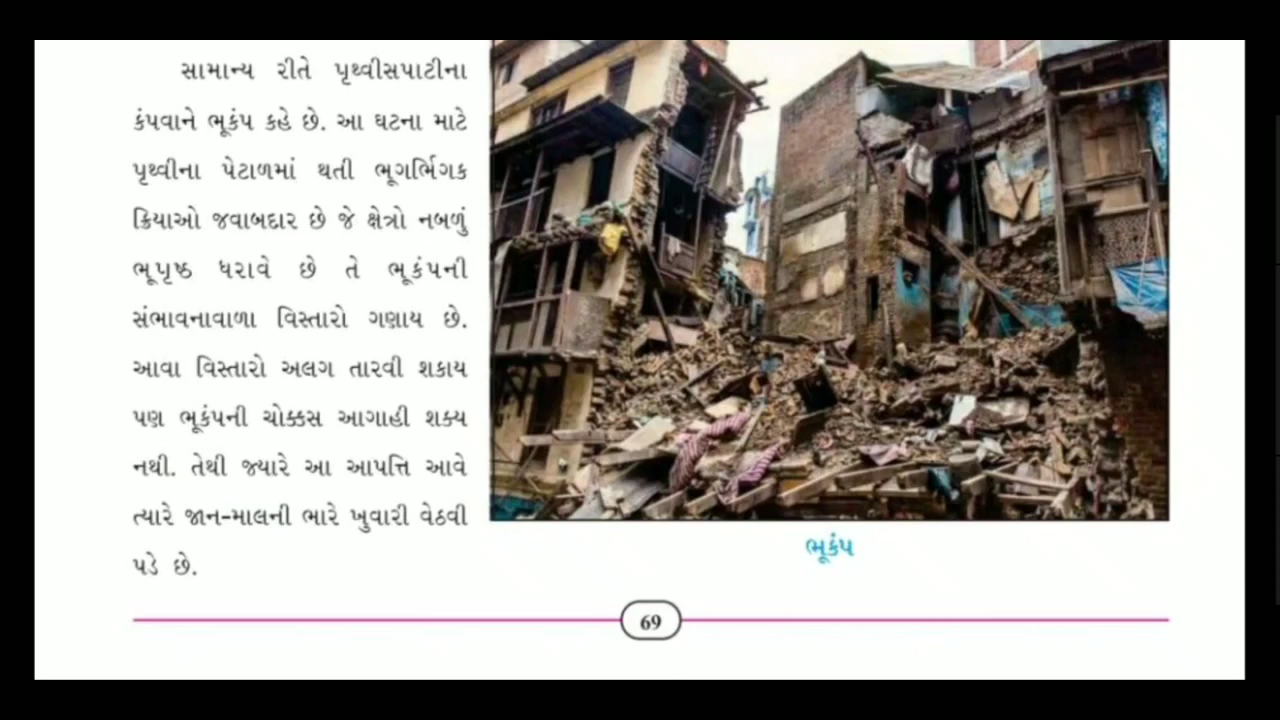 સામાન્ય રીતે પૃથ્વીસપાટીના
કંપવાને ભૂકંપ કહે છે. આ ઘટના માટે
પૃથ્વીના પેટાળમાં થતી ભૂગર્ભિગક
ક્રિયાઓ જવાબદાર છે જે ક્ષેત્રો નબળું
ભૂપૃષ્ઠ ધરાવે છે તે ભૂકંપની
સંભાવનાવાળા વિસ્તારો ગણાય છે.
આવા વિસ્તારો અલગ તારવી શકાય
પણ ભૂકંપની ચોક્કસ આગાહી શક્ય
નથી. તેથી જ્યારે આ આપત્તિ આવે
ત્યારે જાન-માલની ભારે ખુવારી વેઠવી
પડે છે.
ભૂકંપ
69